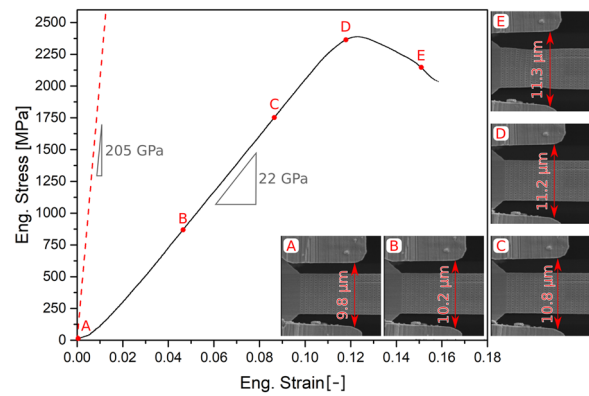 2500
2250
2000
1750
1500
1250
1000
750
500
250
0
Eng. Stress [MPa]
0.00
0.02
0.04
0.06
0.08
0.10
0.12
0.14
0.16
0.18
Eng. Strain[-]
205 GPa
22 GPa
A
B
C
D
E
A
9.8 μm
B
10.2 μm
C
10.8 μm
D
11.2 μm
E
11.3 μm